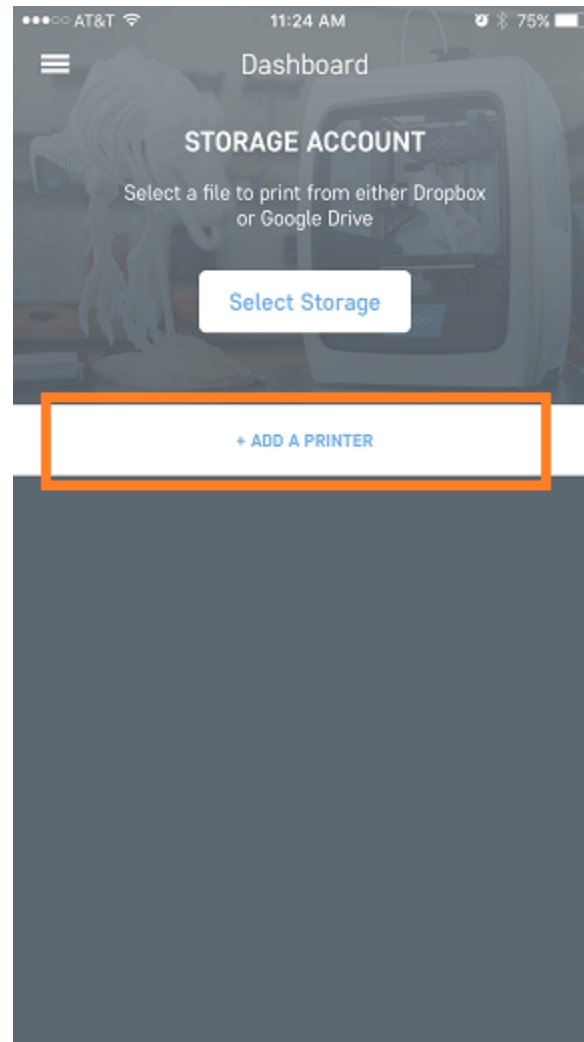 AT&T 11:24 AM 75%
Dashboard
STORAGE ACCOUNT
Select a file to print from either Dropbox
or Google Drive
Select Storage
+ ADD A PRINTER